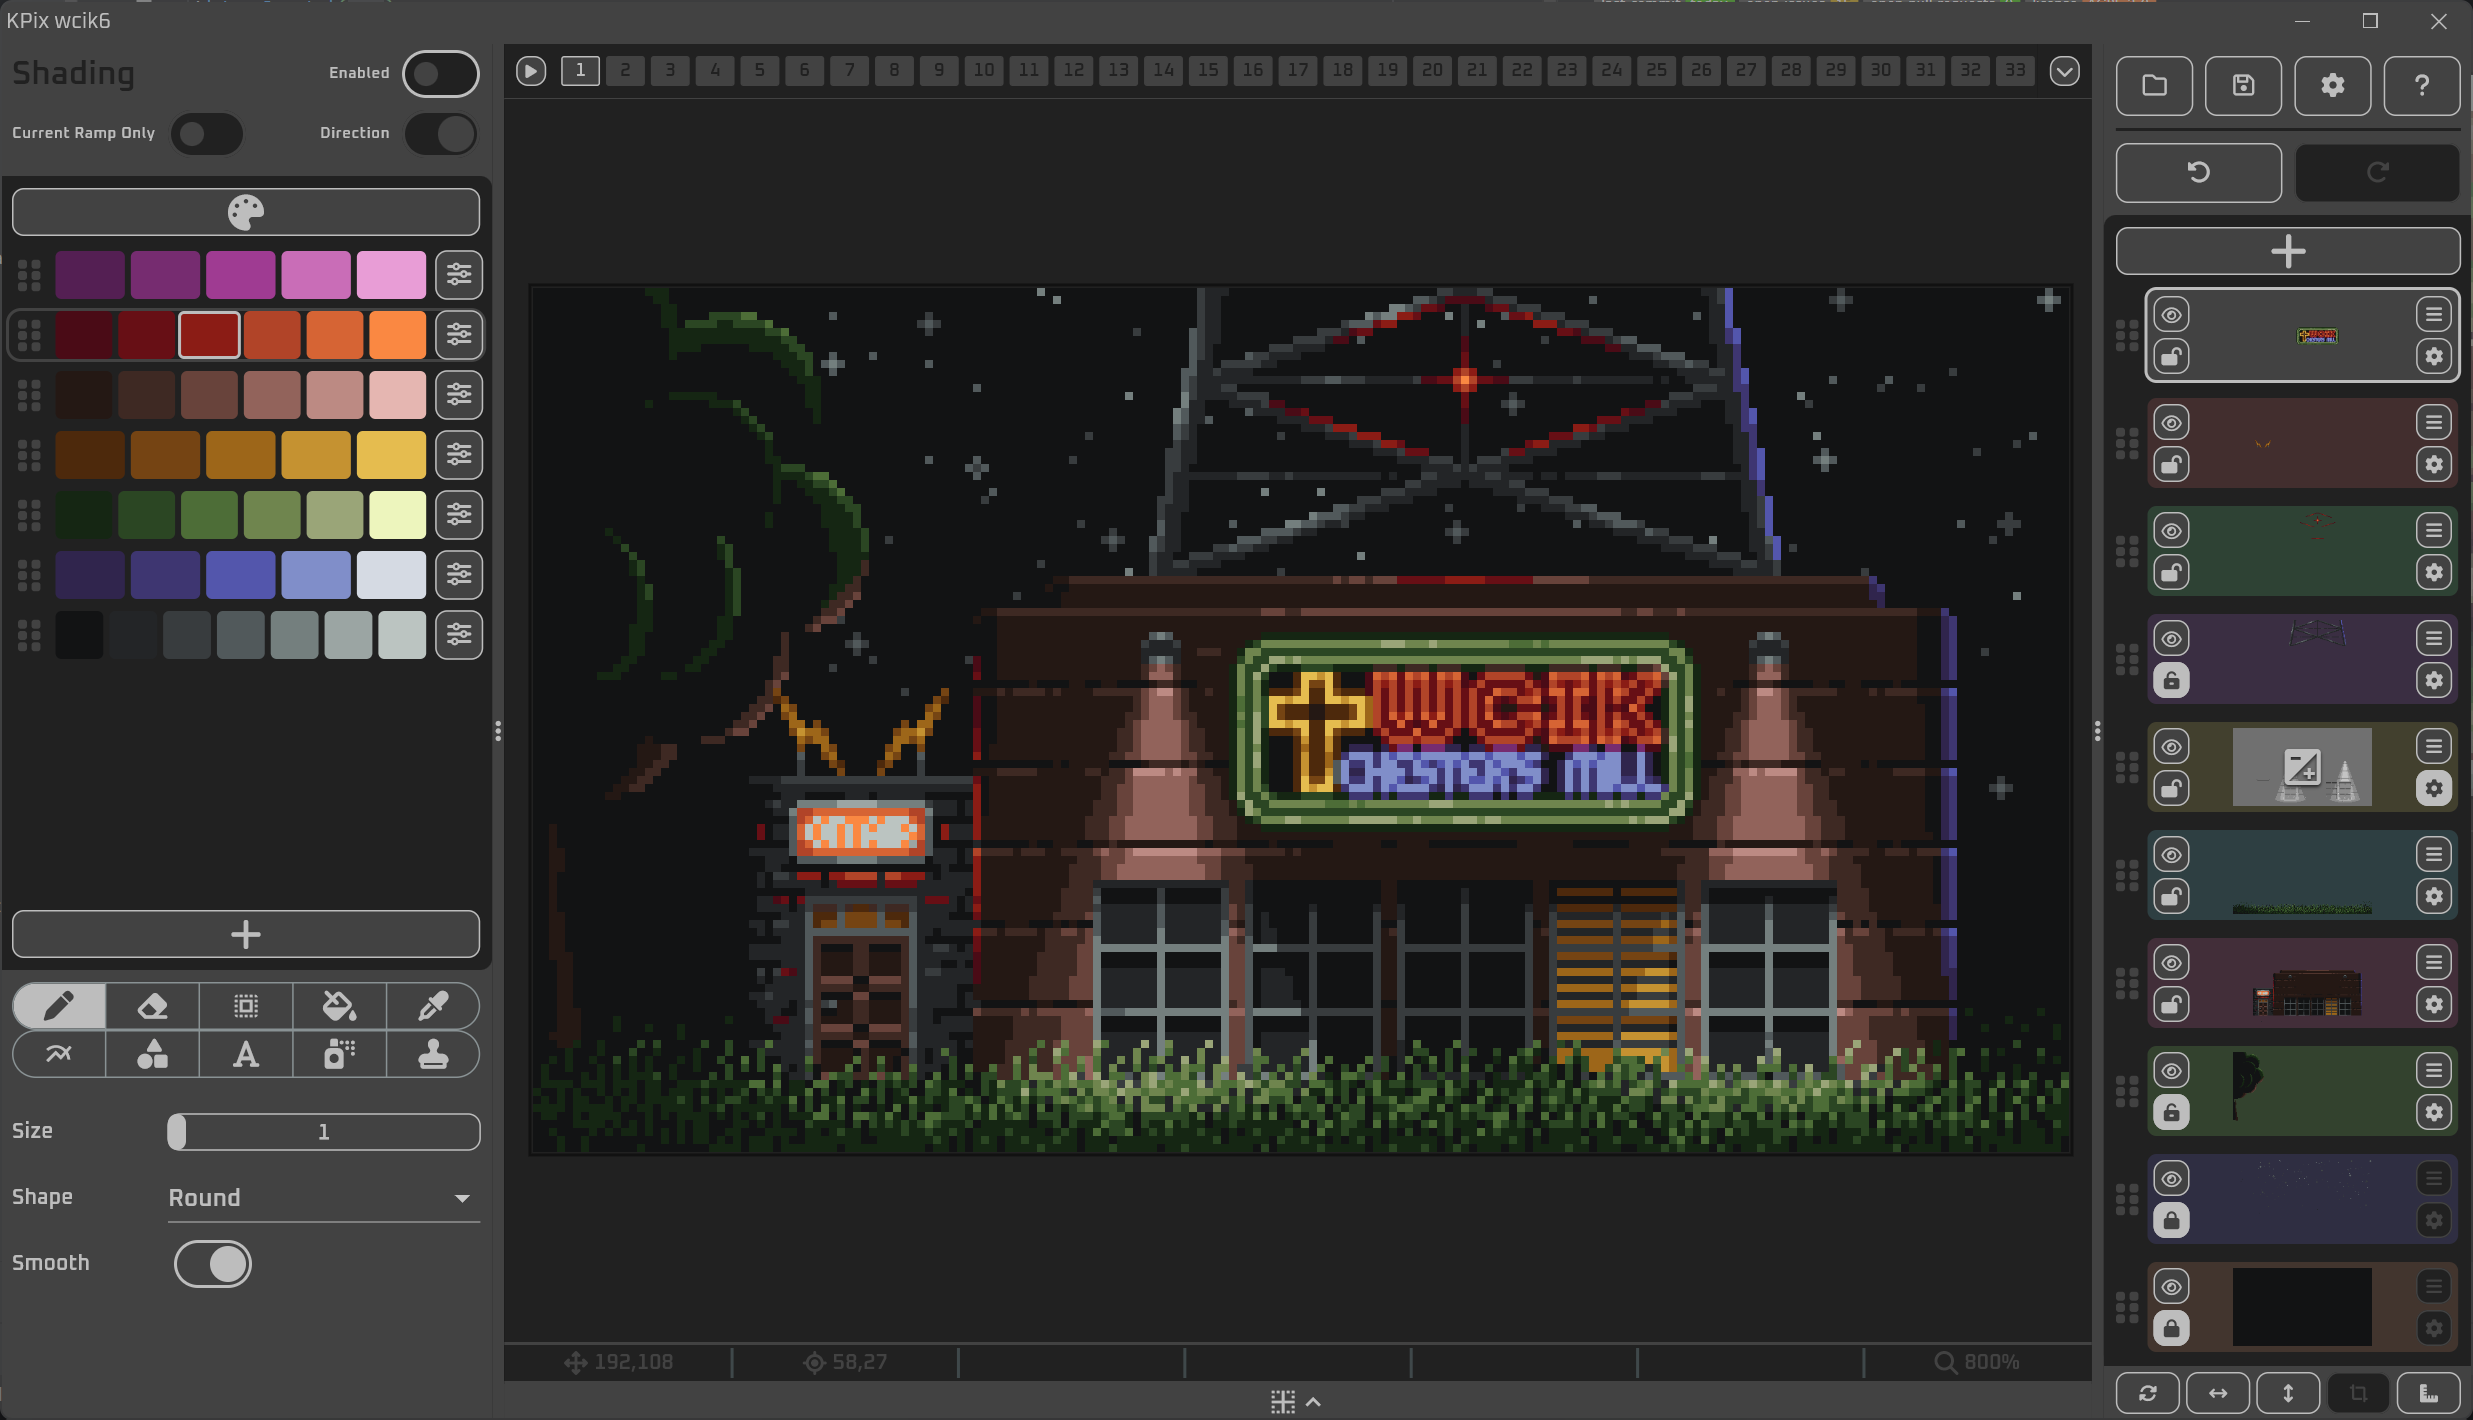 KPix wcik6
Shading
Enabled
Current Ramp Only
Direction
1 2 3 4 5 6 7 8 9 10 11 12 13 14 15 16 17 18 19 20 21 22 23 24 25 26 27 28 29 30 31 32 33
WCIK
CHESTERS MILL
Size
1
Shape
Round
Smooth
192,108
58,27
800%